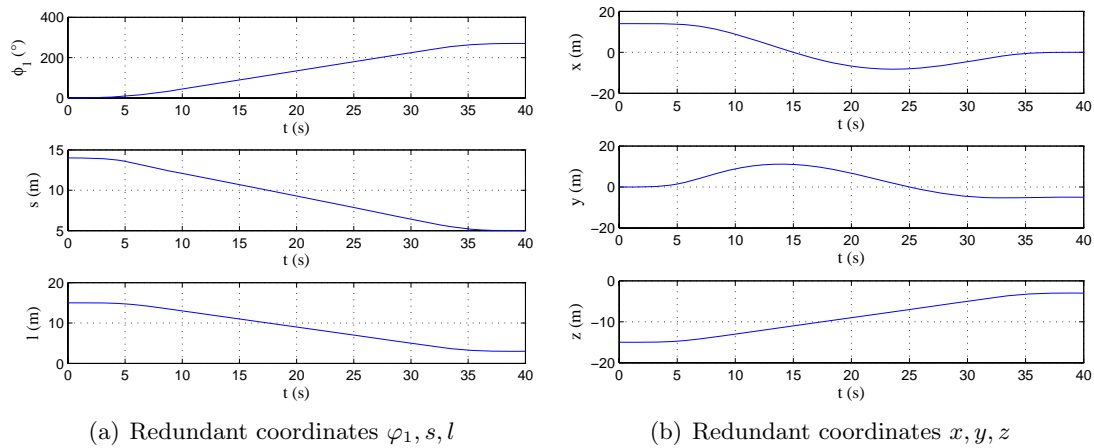 400
200
0
ϕ₁ (°)
0 5 10 15 20 25 30 35 40
t (s)
15
10
5
s (m)
0 5 10 15 20 25 30 35 40
t (s)
20
10
0
l (m)
0 5 10 15 20 25 30 35 40
t (s)
(a) Redundant coordinates φ₁, s, l
20
0
−20
x (m)
0 5 10 15 20 25 30 35 40
t (s)
20
0
−20
y (m)
0 5 10 15 20 25 30 35 40
t (s)
0
−10
−20
z (m)
0 5 10 15 20 25 30 35 40
t (s)
(b) Redundant coordinates x, y, z